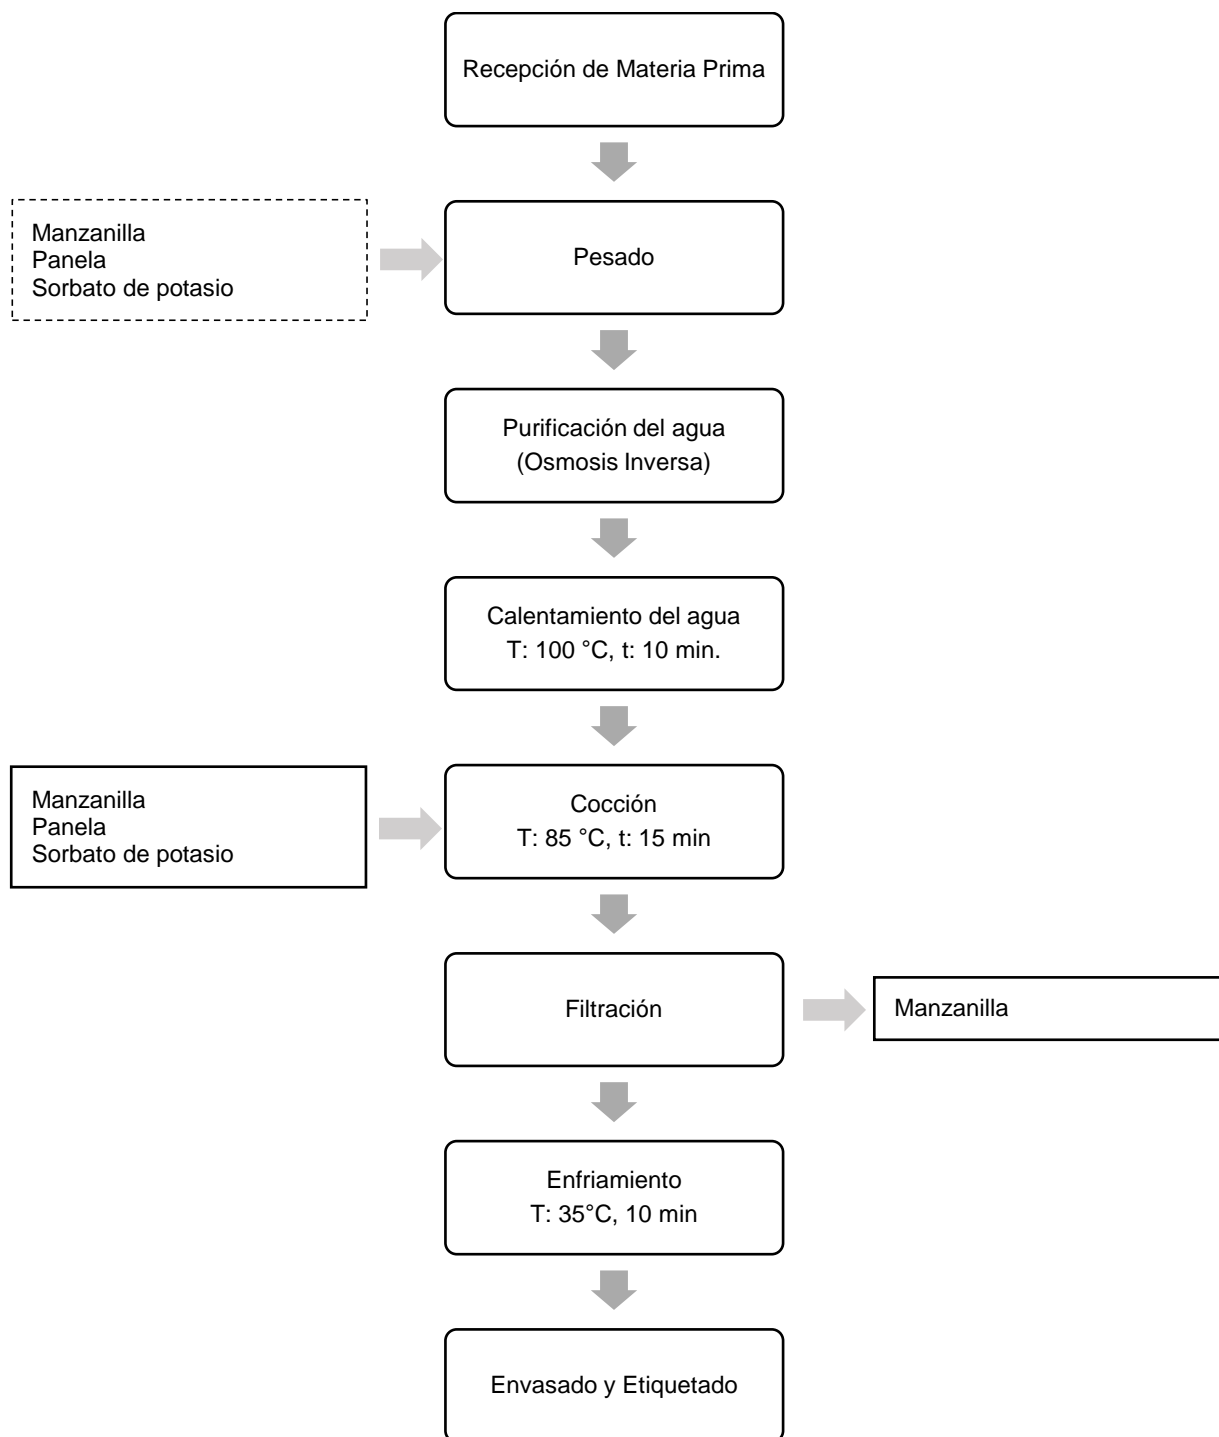 Recepción de Materia Prima
Manzanilla
Panela
Sorbato de potasio
Pesado
Purificación del agua
(Osmosis Inversa)
Calentamiento del agua
T: 100 °C, t: 10 min.
Manzanilla
Panela
Sorbato de potasio
Cocción
T: 85 °C, t: 15 min
Filtración
Manzanilla
Enfriamiento
T: 35°C, 10 min
Envasado y Etiquetado